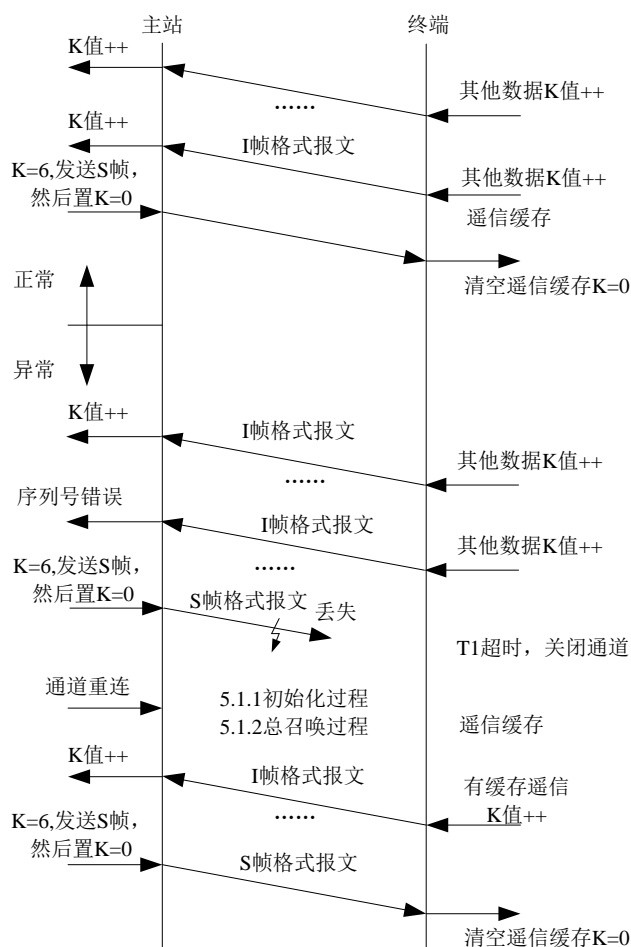 主站
终端
K值++
其他数据K值++
......
K值++
I帧格式报文
K=6,发送S帧，
然后置K=0
其他数据K值++
遥信缓存
正常
清空遥信缓存K=0
异常
K值++
I帧格式报文
其他数据K值++
......
序列号错误
I帧格式报文
其他数据K值++
......
K=6,发送S帧，
然后置K=0
S帧格式报文
丢失
T1超时，关闭通道
通道重连
5.1.1初始化过程
5.1.2总召唤过程
遥信缓存
K值++
I帧格式报文
有缓存遥信
K值++
......
K=6,发送S帧，
然后置K=0
S帧格式报文
清空遥信缓存K=0